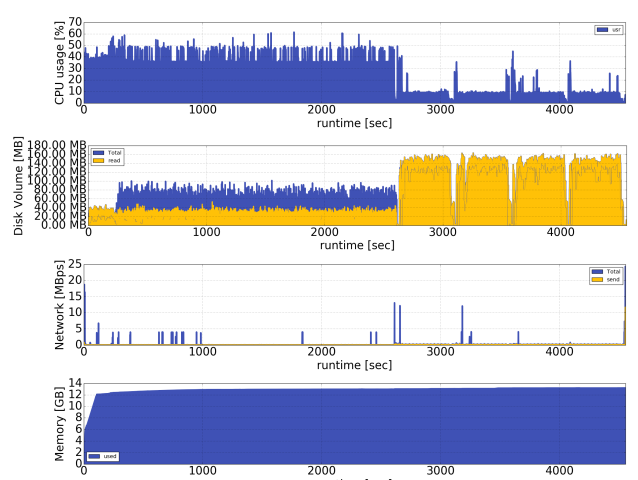 CPU usage [%]
70
60
50
40
30
20
10
0
usr
0 1000 2000 3000 4000
runtime [sec]
Disk Volume [MB]
180.00 MB
160.00 MB
140.00 MB
120.00 MB
100.00 MB
80.00 MB
60.00 MB
40.00 MB
20.00 MB
0.00 MB
Total
read
0 1000 2000 3000 4000
runtime [sec]
Network [MBps]
25
20
15
10
5
0
Total
send
0 1000 2000 3000 4000
runtime [sec]
Memory [GB]
14
12
10
8
6
4
2
0
used
0 1000 2000 3000 4000